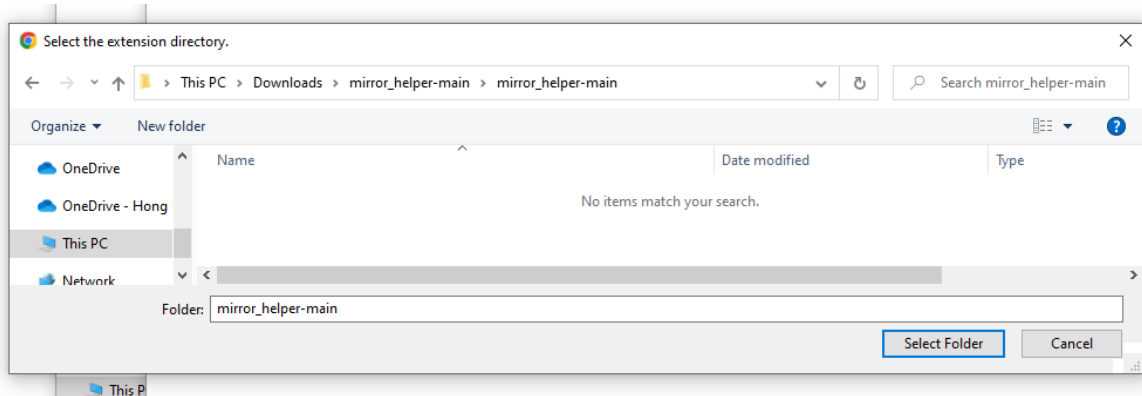 Select the extension directory.
This PC > Downloads > mirror_helper-main > mirror_helper-main
Search mirror_helper-main
Organize
New folder
OneDrive
OneDrive - Hong
This PC
Network
Name
Date modified
Type
No items match your search.
Folder: mirror_helper-main
Select Folder
Cancel
This P